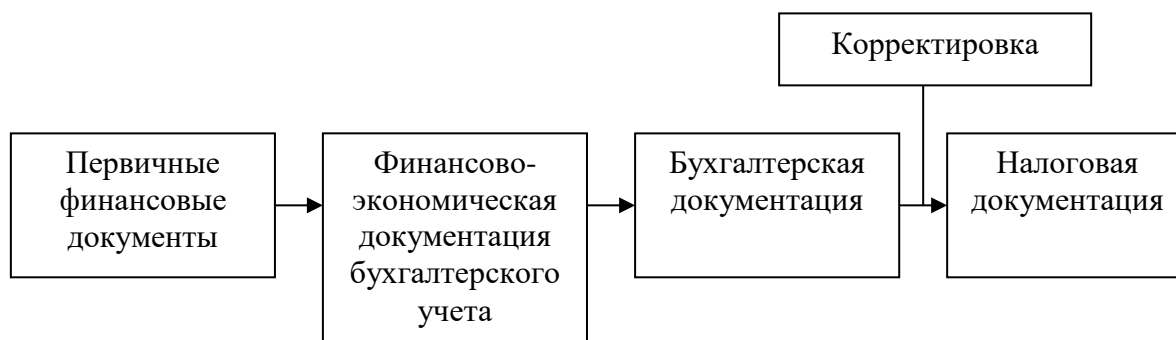 Корректировка
Первичные
финансовые
документы
Финансово-
экономическая
документация
бухгалтерского
учета
Бухгалтерская
документация
Налоговая
документация